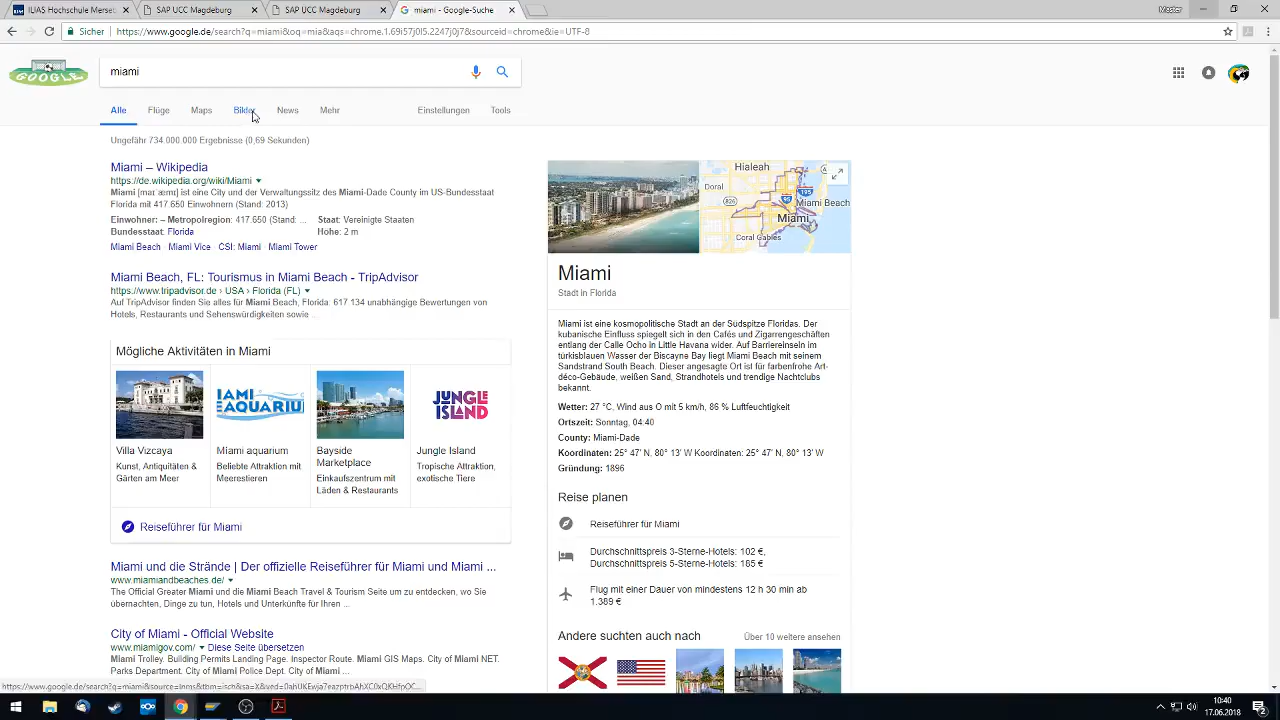 ILIAS Hochschule Merset
SAP UCC Magdeburg
SAP UCC Magdeburg
miami - Google-Suche
Sicher
https://www.google.de/search?q=miami&oq=mia&aqs=chrome.1.69i57j0l5.2247j0j7&sourceid=chrome&ie=UTF-8
GOOGLE
miami
Alle
Flüge
Maps
Bilder
News
Mehr
Einstellungen
Tools
Ungefähr 734.000.000 Ergebnisse (0,69 Sekunden)
Miami – Wikipedia
https://de.wikipedia.org/wiki/Miami
Miami [maɪˈæmi] ist eine City und der Verwaltungssitz des Miami-Dade County im US-Bundesstaat
Florida mit 417.650 Einwohnern (Stand: 2013)
Einwohner: – Metropolregion: 417.650 (Stand: ...
Staat: Vereinigte Staaten
Bundesstaat: Florida
Höhe: 2 m
Miami Beach · Miami Vice · CSI: Miami · Miami Tower
Miami Beach, FL: Tourismus in Miami Beach - TripAdvisor
https://www.tripadvisor.de › USA › Florida (FL)
Auf TripAdvisor finden Sie alles für Miami Beach, Florida: 617 134 unabhängige Bewertungen von
Hotels, Restaurants und Sehenswürdigkeiten sowie ...
Mögliche Aktivitäten in Miami
IAMI
EAQUARIU
JUNGLE
ISLAND
Villa Vizcaya
Kunst, Antiquitäten &
Gärten am Meer
Miami aquarium
Beliebte Attraktion mit
Meerestieren
Bayside
Marketplace
Einkaufszentrum mit
Läden & Restaurants
Jungle Island
Tropische Attraktion,
exotische Tiere
Reiseführer für Miami
Miami und die Strände | Der offizielle Reiseführer für Miami und Miami ...
www.miamiandbeaches.de/
The Official Greater Miami und die Miami Beach Travel & Tourism Seite um zu entdecken, wo Sie
übernachten, Dinge zu tun, Hotels und Unterkünfte für Ihren ...
City of Miami - Official Website
www.miamigov.com/
Diese Seite übersetzen
Miami Trolley. Building Permits Landing Page. Inspector Route. Miami GIS Maps. City of Miami NET.
Parks Department. City of Miami Police Dept. City of Miami ...
Hialeah
Doral
826
195
95
Miami Beach
Miami
Coral Gables
Miami
Stadt in Florida
Miami ist eine kosmopolitische Stadt an der Südspitze Floridas. Der
kubanische Einfluss spiegelt sich in den Cafés und Zigarrengeschäften
entlang der Calle Ocho in Little Havana wider. Auf Barriereinseln im
türkisblauen Wasser der Biscayne Bay liegt Miami Beach mit seinem
Sandstrand South Beach. Dieser angesagte Ort ist für farbenfrohe Art-
déco-Gebäude, weißen Sand, Strandhotels und trendige Nachtclubs
bekannt.
Wetter: 27 °C, Wind aus O mit 5 km/h, 86 % Luftfeuchtigkeit
Ortszeit: Sonntag, 04:40
County: Miami-Dade
Koordinaten: 25° 47′ N, 80° 13′ W Koordinaten: 25° 47′ N, 80° 13′ W
Gründung: 1896
Reise planen
Reiseführer für Miami
Durchschnittspreis 3-Sterne-Hotels: 102 €,
Durchschnittspreis 5-Sterne-Hotels: 185 €
Flug mit einer Dauer von mindestens 12 h 30 min ab
1.389 €
Andere suchten auch nach
Über 10 weitere ansehen
10:40
17.06.2018
2